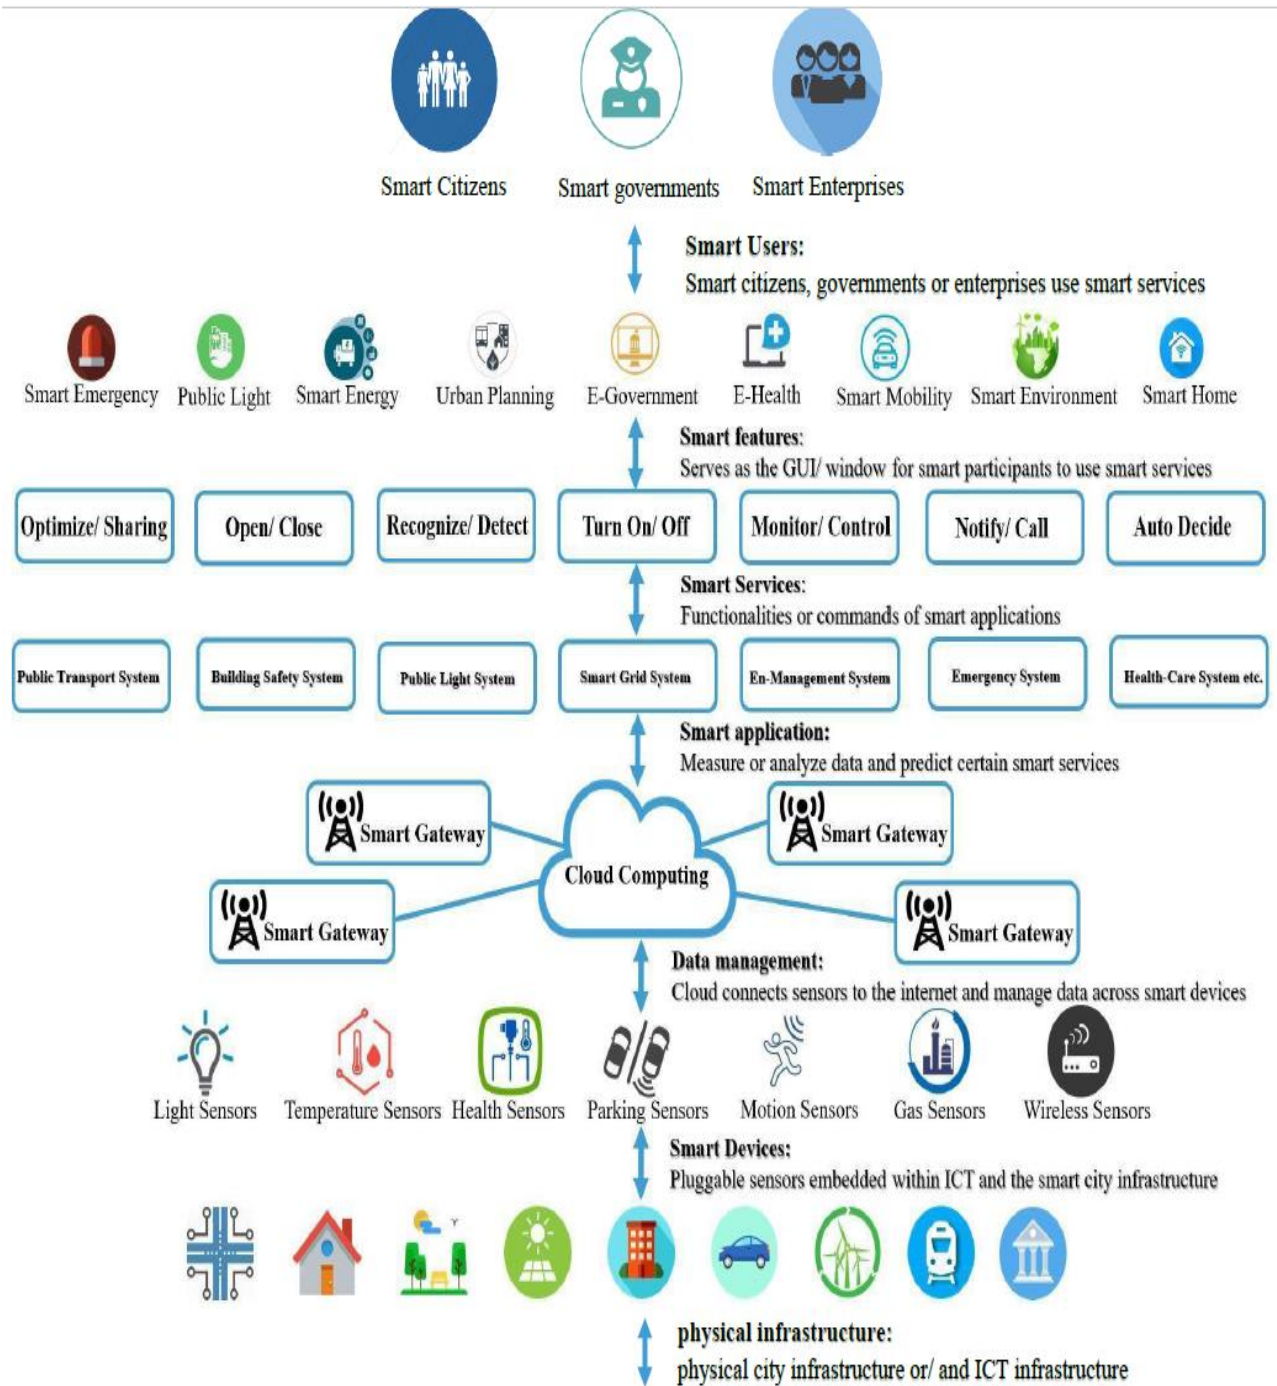 Smart Citizens
Smart governments
Smart Enterprises
Smart Users:
Smart citizens, governments or enterprises use smart services
Smart Emergency
Public Light
Smart Energy
Urban Planning
E-Government
E-Health
Smart Mobility
Smart Environment
Smart Home
Smart features:
Serves as the GUI/ window for smart participants to use smart services
Optimize/ Sharing
Open/ Close
Recognize/ Detect
Turn On/ Off
Monitor/ Control
Notify/ Call
Auto Decide
Smart Services:
Functionalities or commands of smart applications
Public Transport System
Building Safety System
Public Light System
Smart Grid System
En-Management System
Emergency System
Health-Care System etc.
Smart application:
Measure or analyze data and predict certain smart services
Smart Gateway
Smart Gateway
Cloud Computing
Smart Gateway
Smart Gateway
Data management:
Cloud connects sensors to the internet and manage data across smart devices
Light Sensors
Temperature Sensors
Health Sensors
Parking Sensors
Motion Sensors
Gas Sensors
Wireless Sensors
Smart Devices:
Pluggable sensors embedded within ICT and the smart city infrastructure
physical infrastructure:
physical city infrastructure or/ and ICT infrastructure